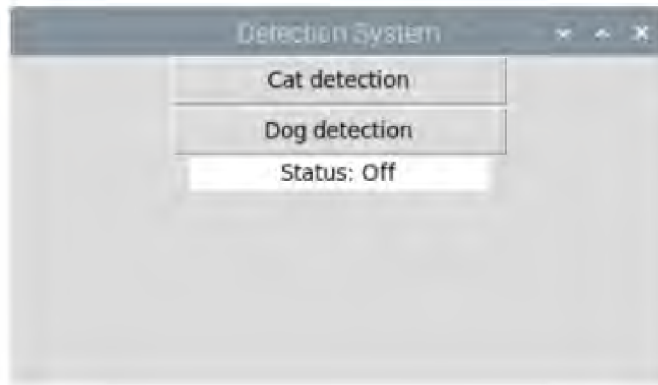 Detection System
Cat detection
Dog detection
Status: Off